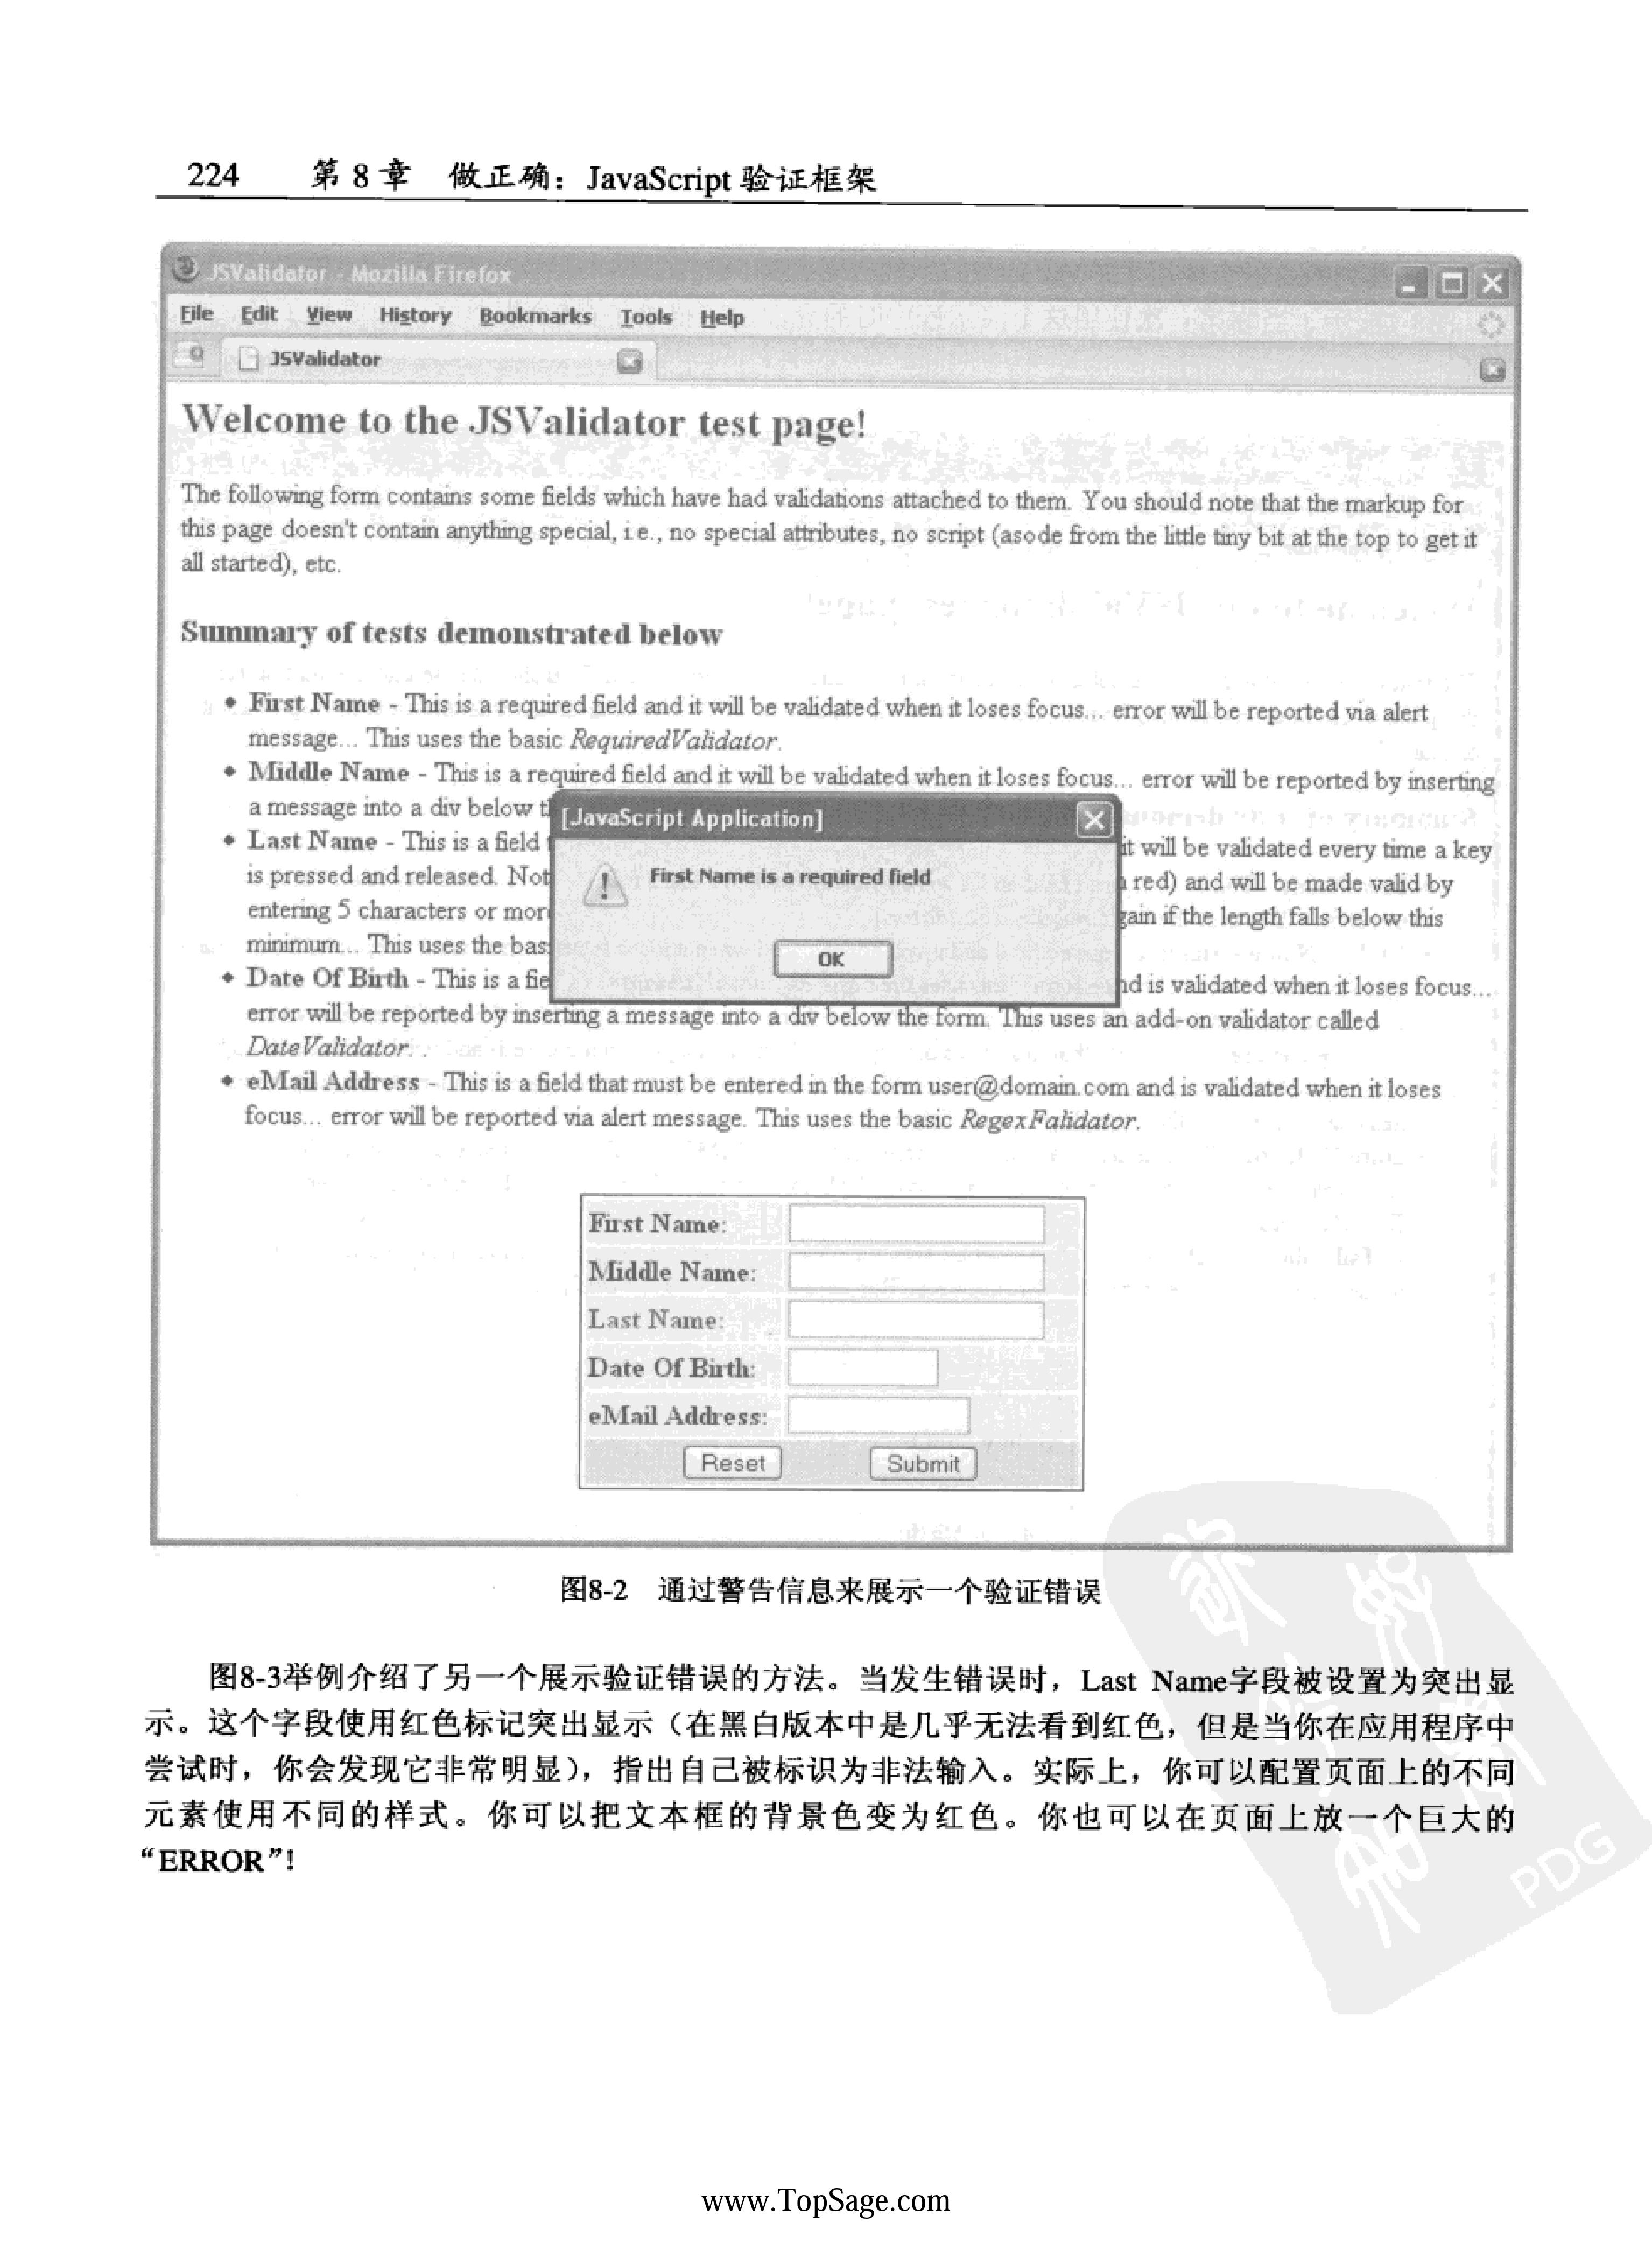 224 第 8 章 做正确：JavaScript 验证框架
JSValidator - Mozilla Firefox
File Edit View History Bookmarks Tools Help
JSValidator
Welcome to the JSValidator test page!
The following form contains some fields which have had validations attached to them. You should note that the markup for
this page doesn't contain anything special, i.e., no special attributes, no script (asode from the little tiny bit at the top to get it
all started), etc.
Summary of tests demonstrated below
First Name - This is a required field and it will be validated when it loses focus... error will be reported via alert
message... This uses the basic RequiredValidator.
Middle Name - This is a required field and it will be validated when it loses focus... error will be reported by inserting
a message into a div below
[JavaScript Application]
Last Name - This is a field it will be validated every time a key
First Name is a required field
is pressed and released. Not red) and will be made valid by
entering 5 characters or if the length falls below this
minimum... This uses the
OK
Date Of Birth - This is a is validated when it loses focus...
error will be reported by inserting a message into a div below the form. This uses an add-on validator called
DateValidator.
eMail Address - This is a field that must be entered in the form user@domain.com and is validated when it loses
focus... error will be reported via alert message. This uses the basic RegexFalidator.
First Name:
Middle Name:
Last Name:
Date Of Birth:
eMail Address:
Reset Submit
图8-2 通过警告信息来展示一个验证错误
图8-3举例介绍了另一个展示验证错误的方法。当发生错误时，Last Name字段被设置为突出显
示。这个字段使用红色标记突出显示（在黑白版本中是几乎无法看到红色，但是当你在应用程序中
尝试时，你会发现它非常明显），指出自己被标识为非法输入。实际上，你可以配置页面上的不同
元素使用不同的样式。你可以把文本框的背景色变为红色。你也可以在页面上放一个巨大的
“ERROR”！
PDG
www.TopSage.com